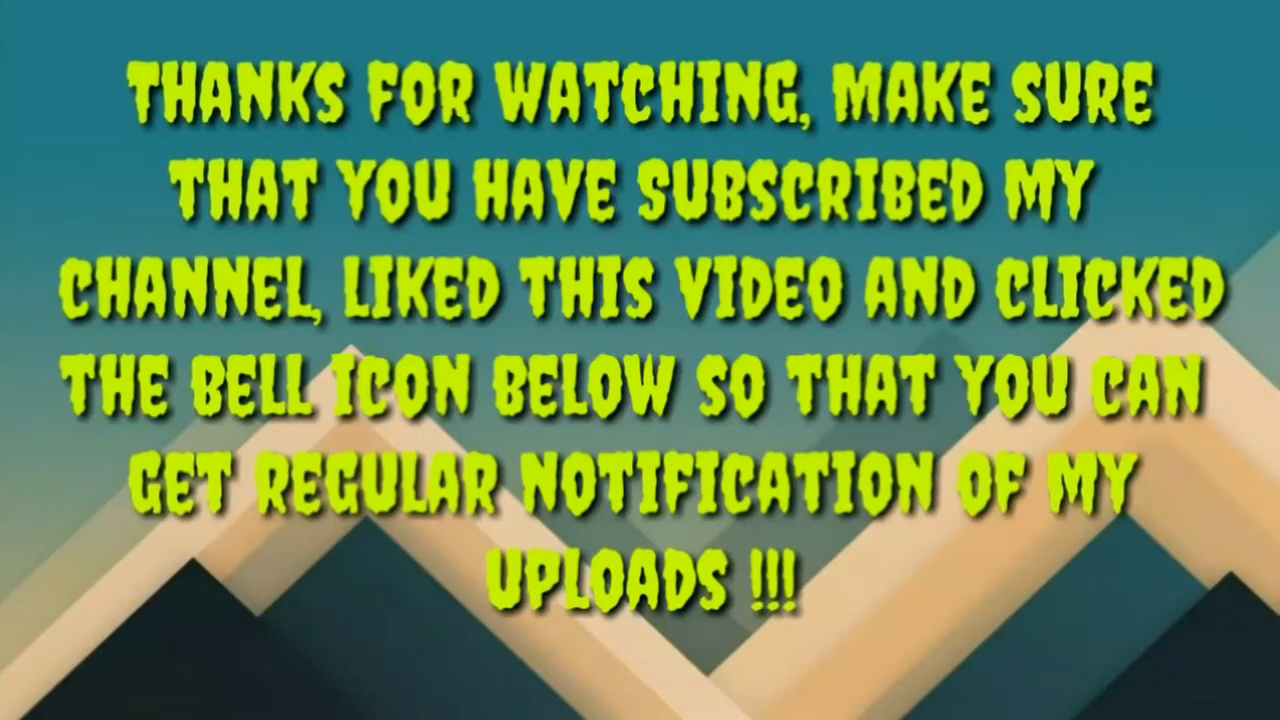 THANKS FOR WATCHING, MAKE SURE
THAT YOU HAVE SUBSCRIBED MY
CHANNEL, LIKED THIS VIDEO AND CLICKED
THE BELL ICON BELOW SO THAT YOU CAN
GET REGULAR NOTIFICATION OF MY
UPLOADS !!!